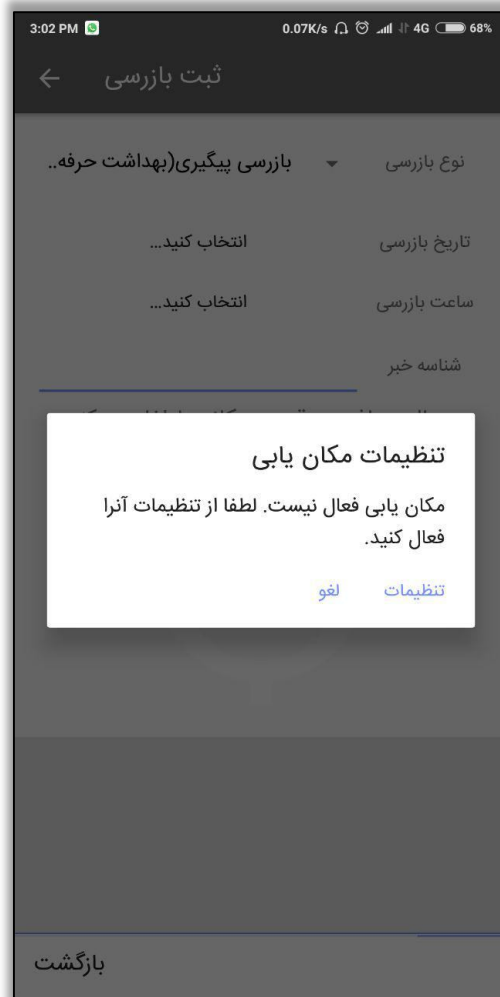 3:02 PM 0.07K/s 4G 68%
ثبت بازرسی
نوع بازرسی بازرسی پیگیری(بهداشت حرفه..
تاریخ بازرسی انتخاب کنید...
ساعت بازرسی انتخاب کنید...
شناسه خبر
تنظیمات مکان یابی
مکان یابی فعال نیست. لطفا از تنظیمات آنرا
فعال کنید.
تنظیمات لغو
بازگشت